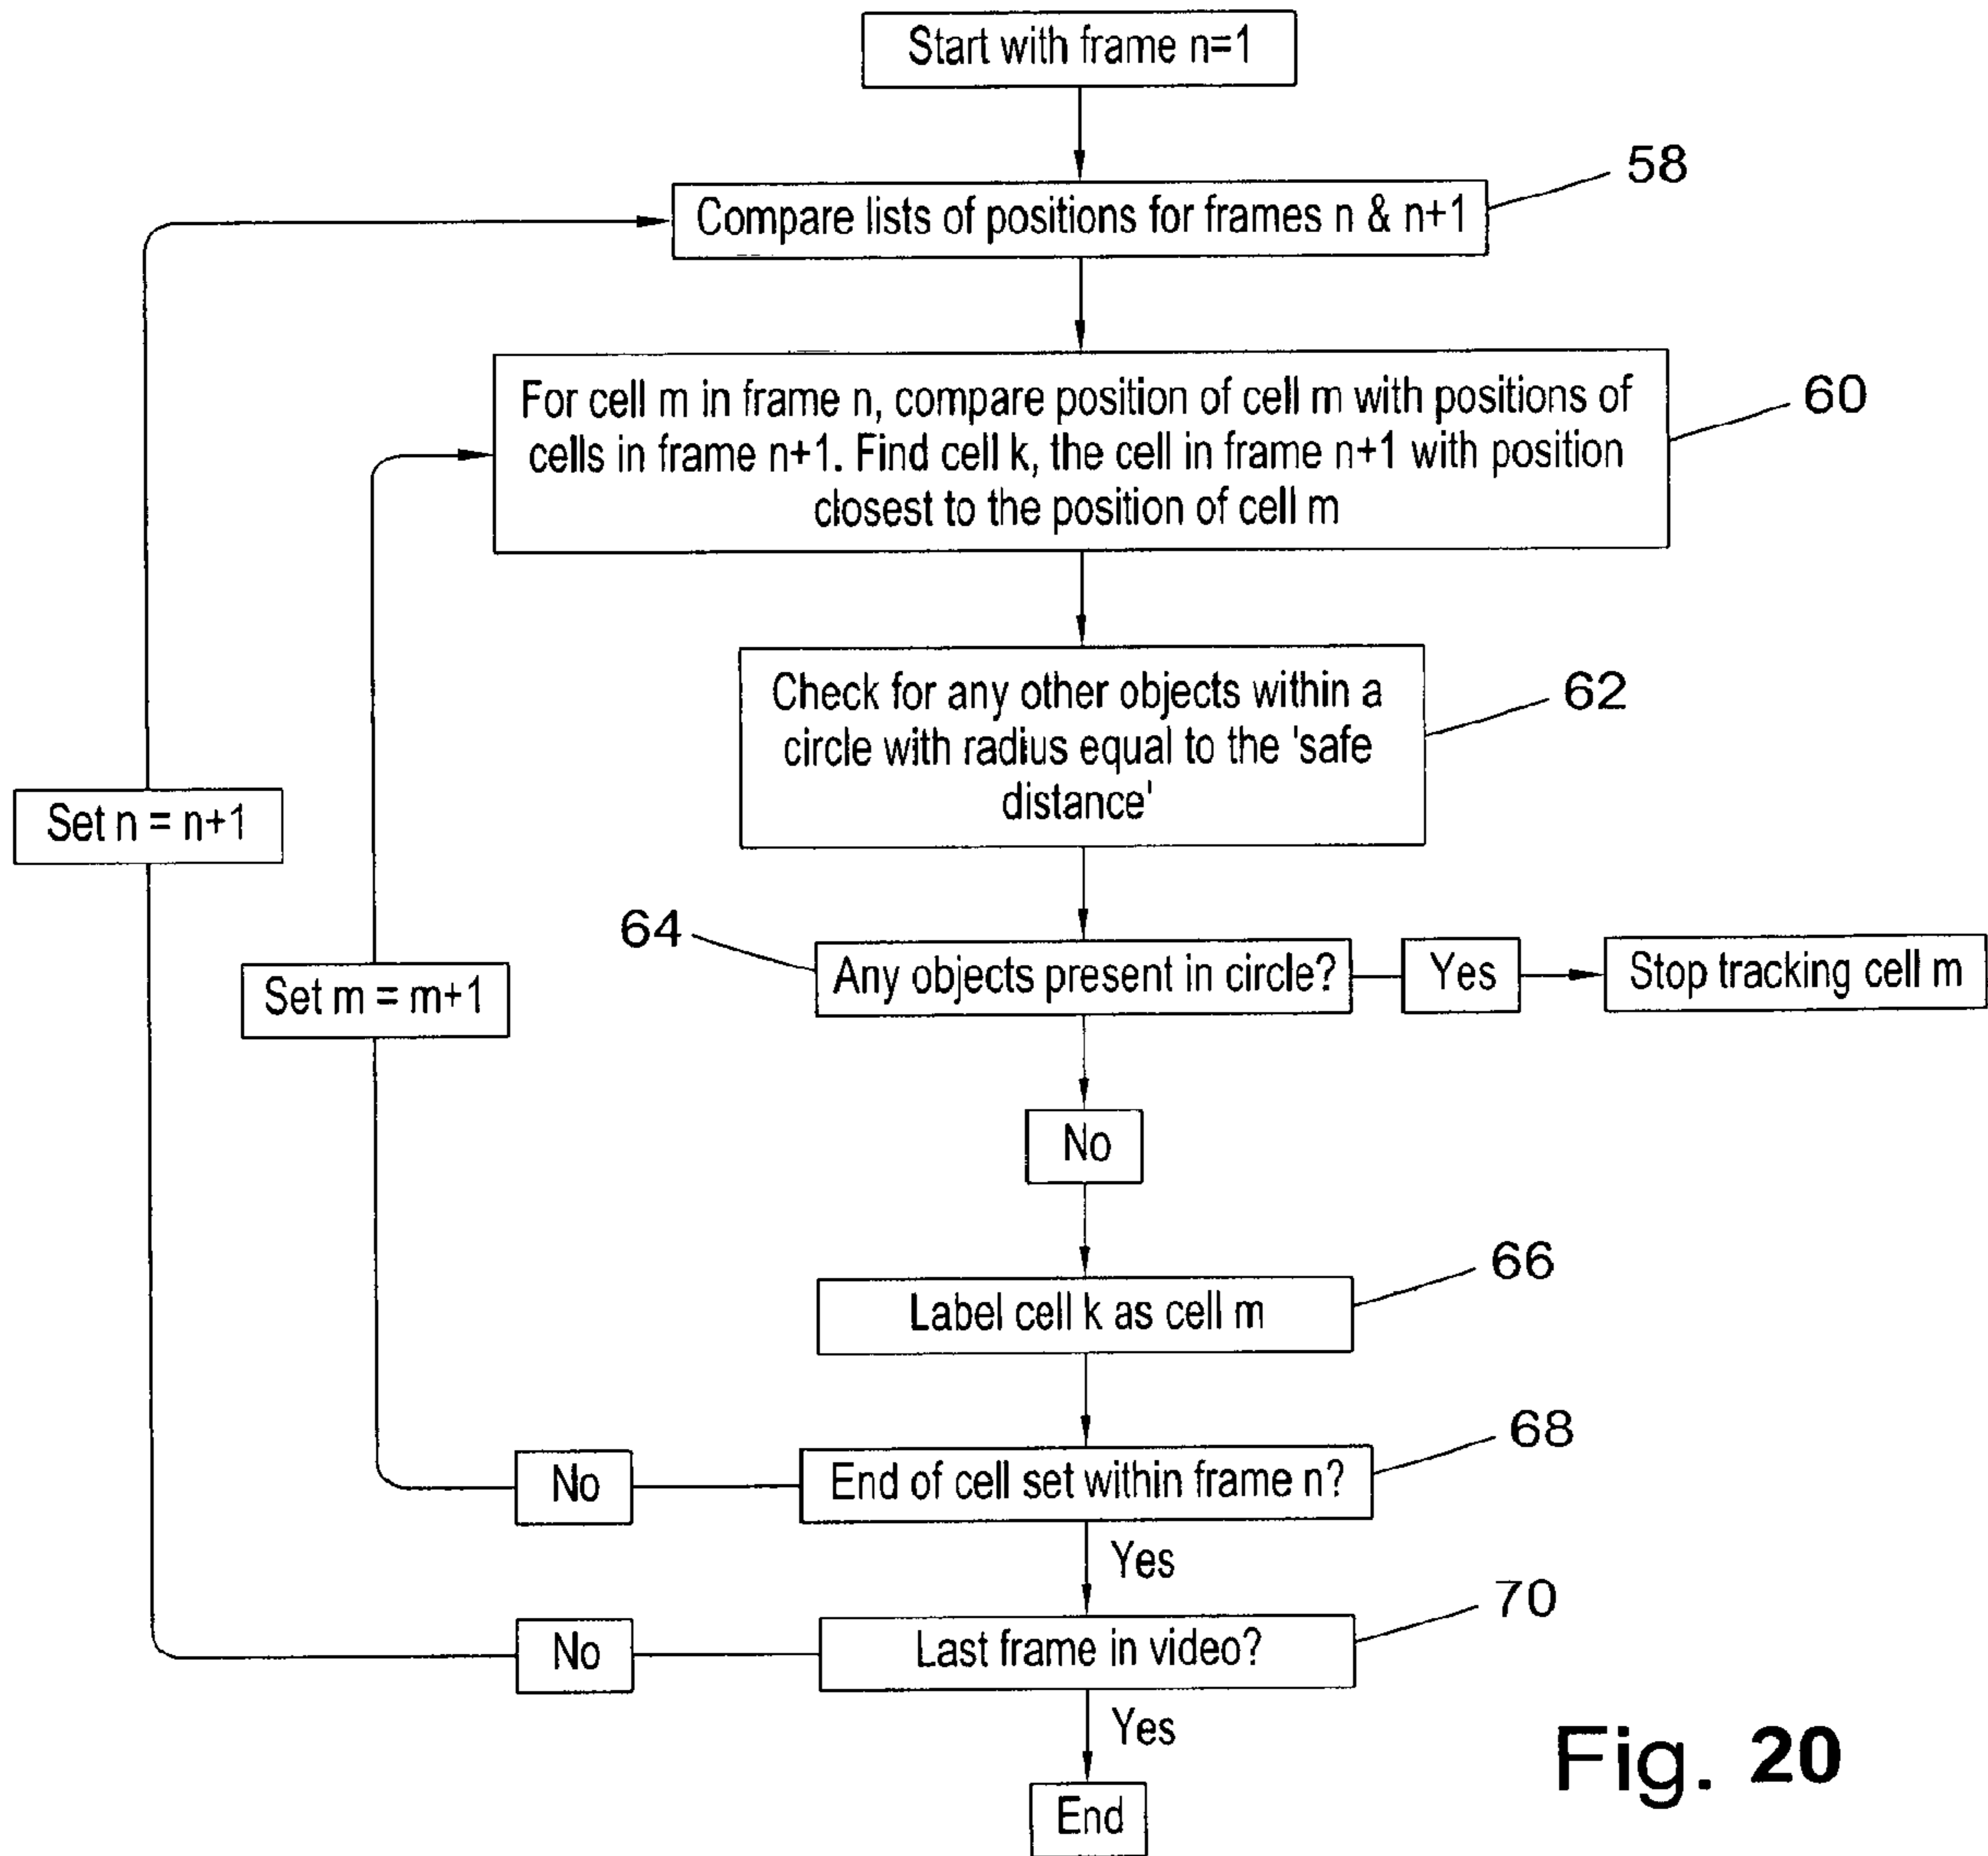 Start with frame n=1
58
Compare lists of positions for frames n & n+1
60
For cell m in frame n, compare position of cell m with positions of
cells in frame n+1. Find cell k, the cell in frame n+1 with position
closest to the position of cell m
62
Check for any other objects within a
circle with radius equal to the 'safe
distance'
Set n = n+1
64
Any objects present in circle?
Yes
Stop tracking cell m
Set m = m+1
No
66
Label cell k as cell m
68
End of cell set within frame n?
No
Yes
70
Last frame in video?
No
Yes
End
Fig. 20